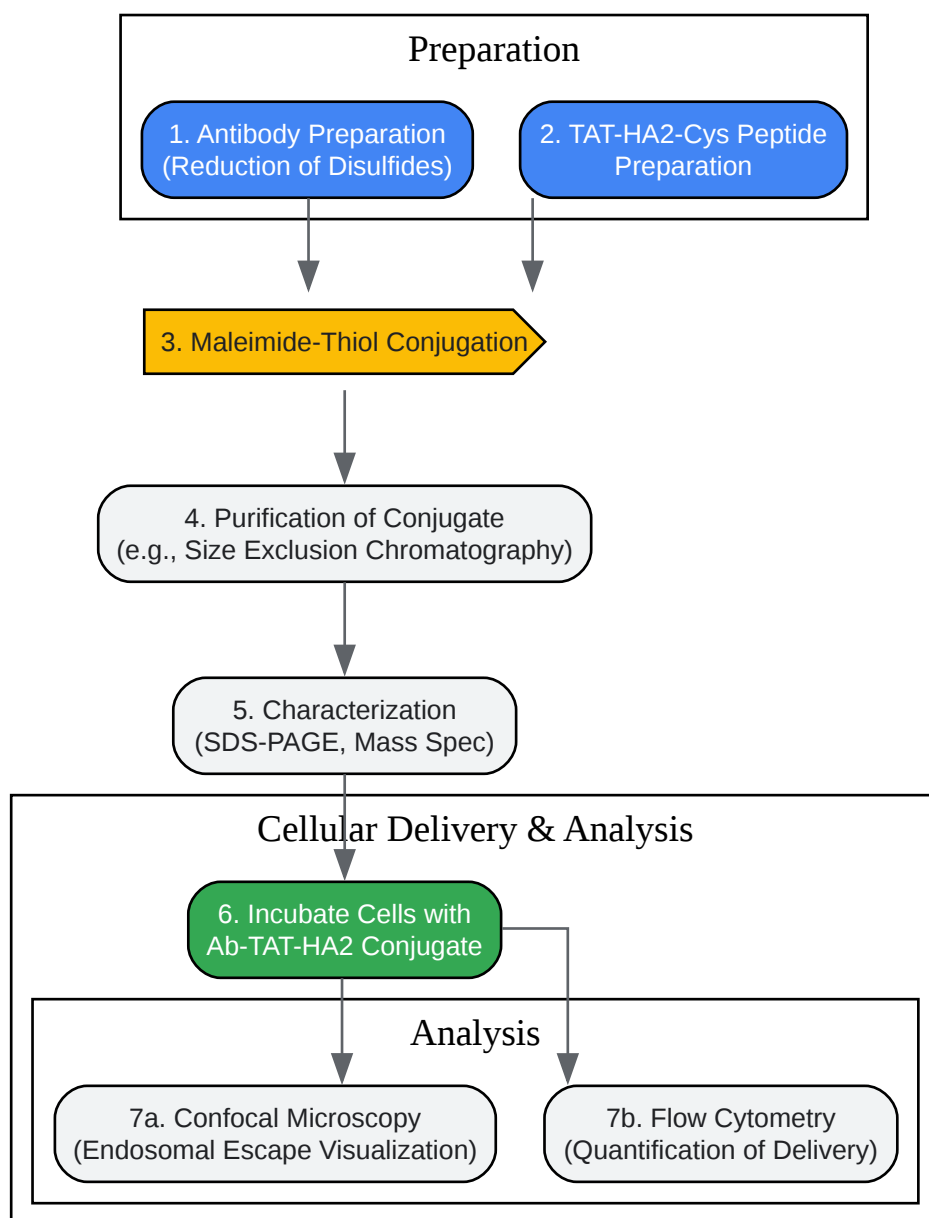 Preparation
1. Antibody Preparation
(Reduction of Disulfides)
2. TAT-HA2-Cys Peptide
Preparation
3. Maleimide-Thiol Conjugation
4. Purification of Conjugate
(e.g., Size Exclusion Chromatography)
5. Characterization
(SDS-PAGE, Mass Spec)
Cellular Delivery & Analysis
6. Incubate Cells with
Ab-TAT-HA2 Conjugate
Analysis
7a. Confocal Microscopy
(Endosomal Escape Visualization)
7b. Flow Cytometry
(Quantification of Delivery)